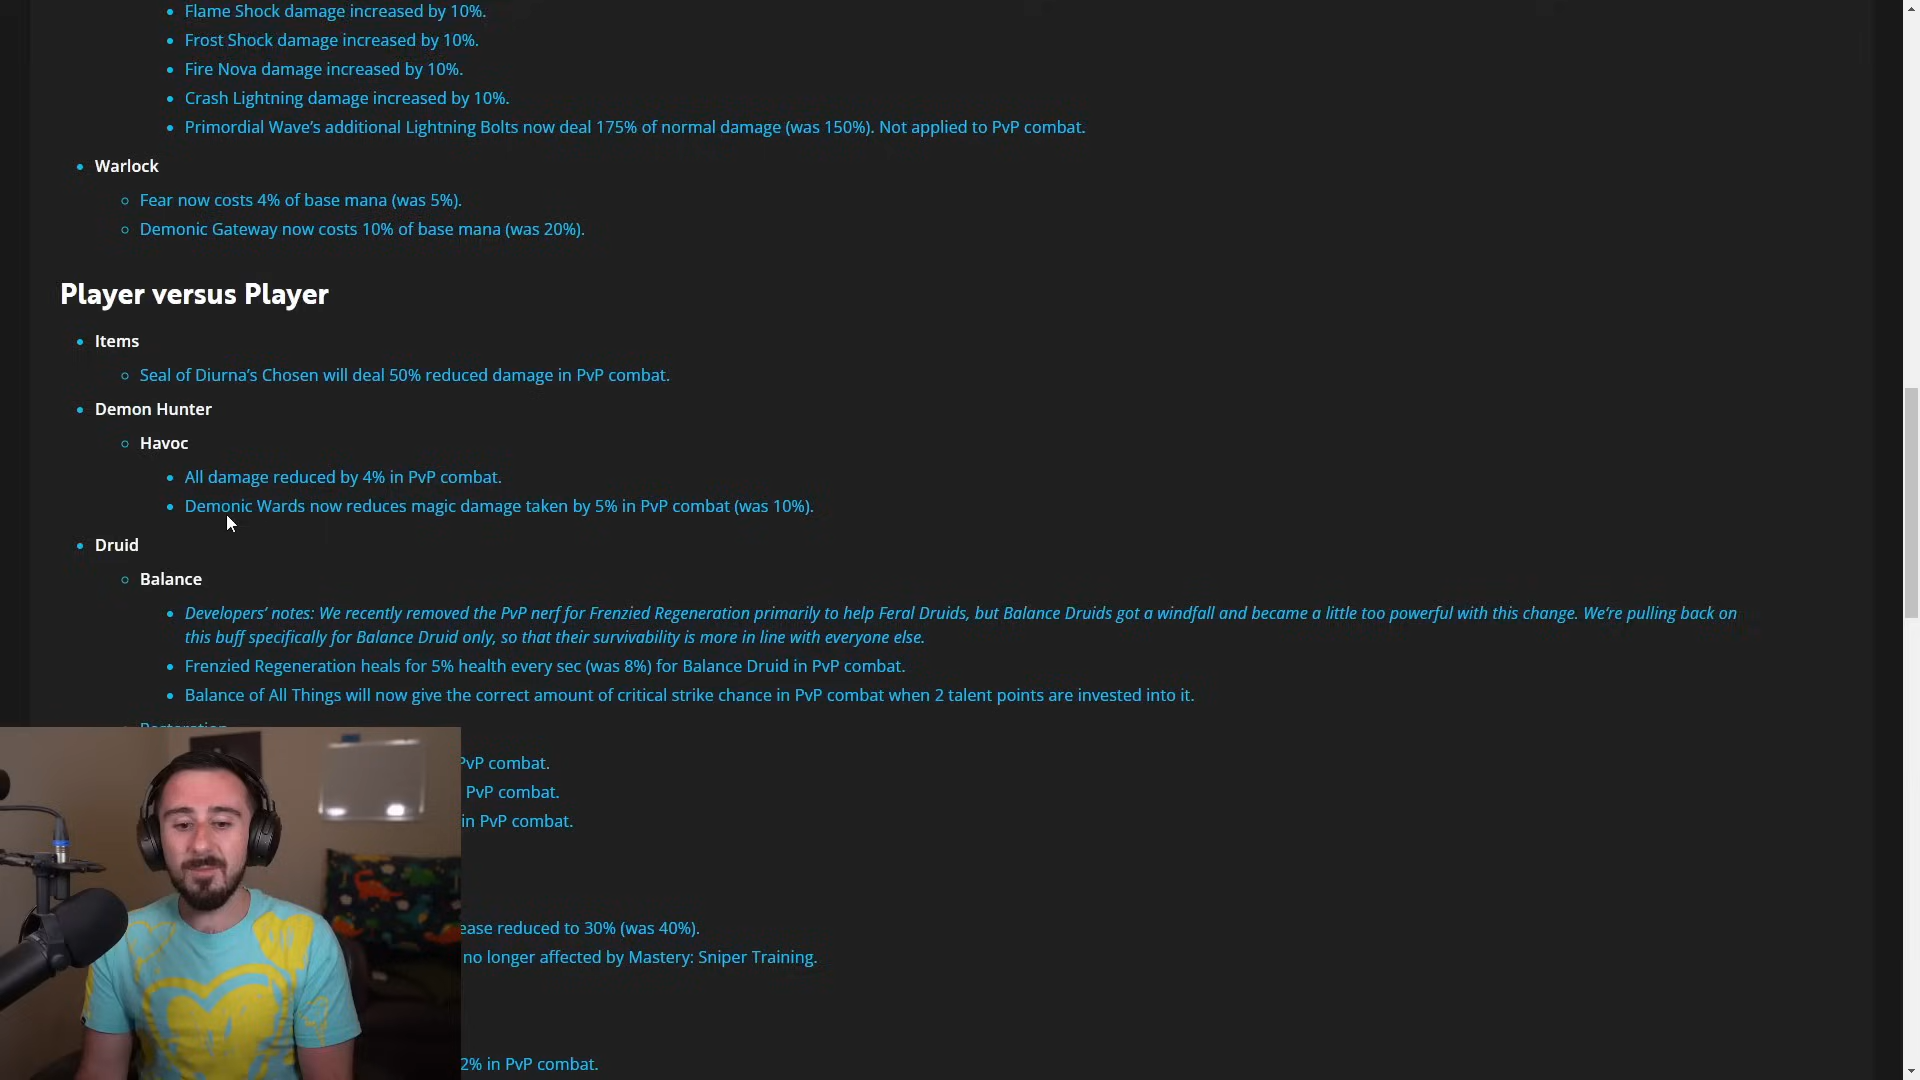 Flame Shock damage increased by 10%.
Frost Shock damage increased by 10%.
Fire Nova damage increased by 10%.
Crash Lightning damage increased by 10%.
Primordial Wave's additional Lightning Bolts now deal 175% of normal damage (was 150%). Not applied to PvP combat.
Warlock
Fear now costs 4% of base mana (was 5%).
Demonic Gateway now costs 10% of base mana (was 20%).
Player versus Player
Items
Seal of Diurna's Chosen will deal 50% reduced damage in PvP combat.
Demon Hunter
Havoc
All damage reduced by 4% in PvP combat.
Demonic Wards now reduces magic damage taken by 5% in PvP combat (was 10%).
Druid
Balance
Developers' notes: We recently removed the PvP nerf for Frenzied Regeneration primarily to help Feral Druids, but Balance Druids got a windfall and became a little too powerful with this change. We're pulling back on
this buff specifically for Balance Druid only, so that their survivability is more in line with everyone else.
Frenzied Regeneration heals for 5% health every sec (was 8%) for Balance Druid in PvP combat.
Balance of All Things will now give the correct amount of critical strike chance in PvP combat when 2 talent points are invested into it.
Restoration
PvP combat.
PvP combat.
in PvP combat.
ease reduced to 30% (was 40%).
no longer affected by Mastery: Sniper Training.
2% in PvP combat.